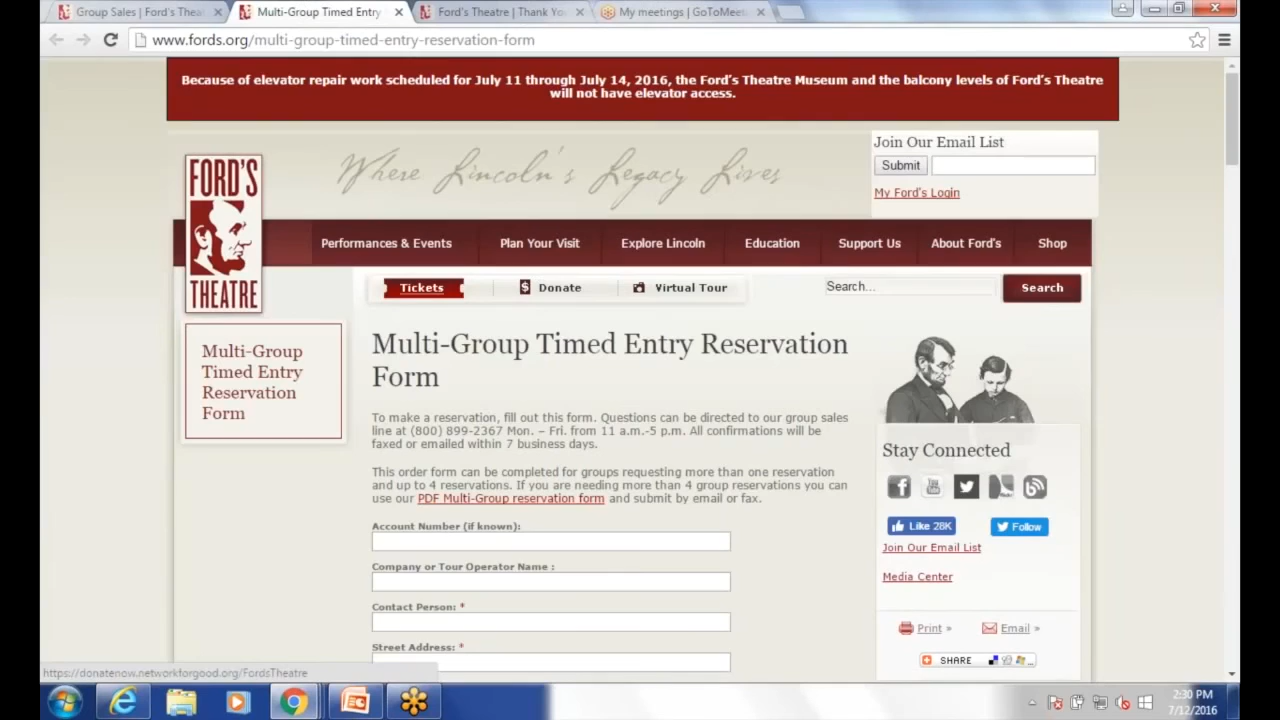 Group Sales | Ford's Thea
Multi-Group Timed Entry
Ford's Theatre | Thank Yo
My meetings | GoToMeet
www.fords.org/multi-group-timed-entry-reservation-form
Because of elevator repair work scheduled for July 11 through July 14, 2016, the Ford's Theatre Museum and the balcony levels of Ford's Theatre
will not have elevator access.
Where Lincoln's Legacy Lives
Join Our Email List
Submit
My Ford's Login
FORD'S
THEATRE
Performances & Events
Plan Your Visit
Explore Lincoln
Education
Support Us
About Ford's
Shop
Tickets
$ Donate
Virtual Tour
Search...
Search
Multi-Group
Timed Entry
Reservation
Form
Multi-Group Timed Entry Reservation
Form
To make a reservation, fill out this form. Questions can be directed to our group sales
line at (800) 899-2367 Mon. – Fri. from 11 a.m.-5 p.m. All confirmations will be
faxed or emailed within 7 business days.
This order form can be completed for groups requesting more than one reservation
and up to 4 reservations. If you are needing more than 4 group reservations you can
use our PDF Multi-Group reservation form and submit by email or fax.
Account Number (if known):
Company or Tour Operator Name :
Contact Person: *
Street Address: *
Stay Connected
Like 28K
Follow
Join Our Email List
Media Center
Print »
Email »
SHARE
https://donatenow.networkforgood.org/FordsTheatre
2:30 PM
7/12/2016